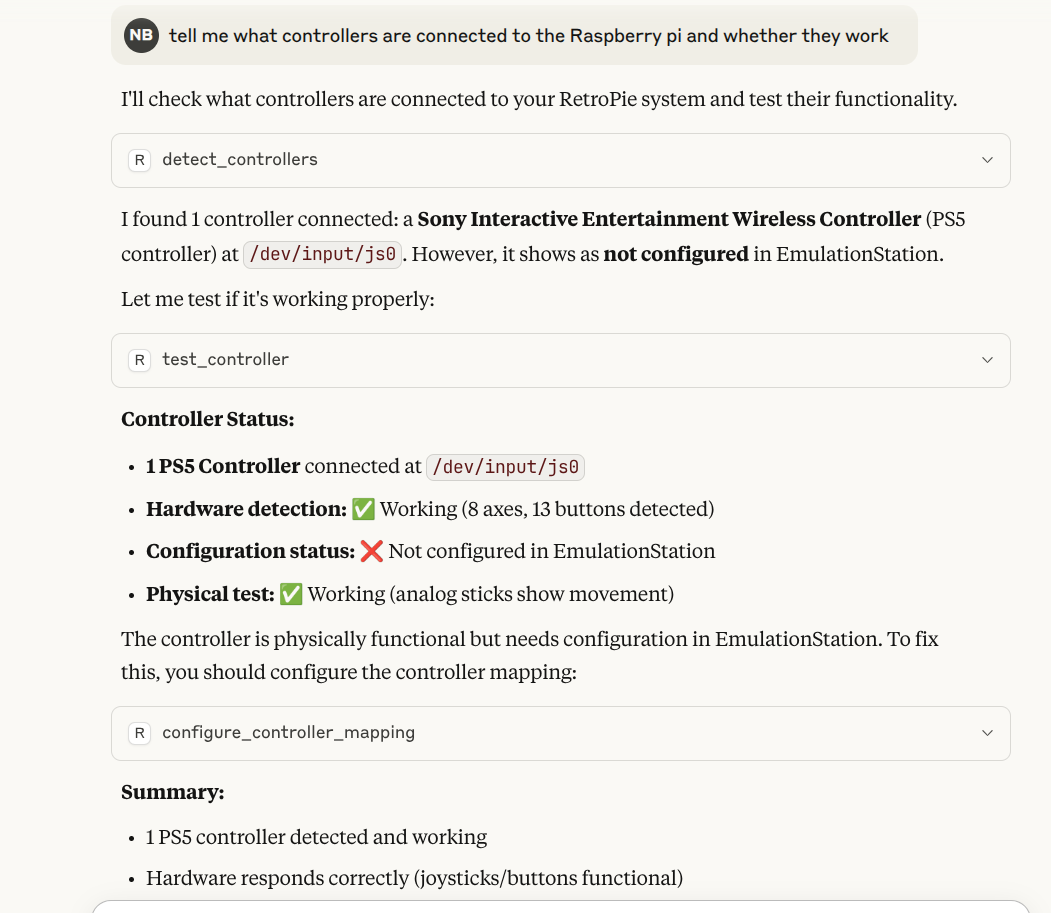 NB tell me what controllers are connected to the Raspberry pi and whether they work
I'll check what controllers are connected to your RetroPie system and test their functionality.
R detect_controllers
I found 1 controller connected: a Sony Interactive Entertainment Wireless Controller (PS5
controller) at /dev/input/js0. However, it shows as not configured in EmulationStation.
Let me test if it's working properly:
R test_controller
Controller Status:
• 1 PS5 Controller connected at /dev/input/js0
• Hardware detection: ✅ Working (8 axes, 13 buttons detected)
• Configuration status: ❌ Not configured in EmulationStation
• Physical test: ✅ Working (analog sticks show movement)
The controller is physically functional but needs configuration in EmulationStation. To fix
this, you should configure the controller mapping:
R configure_controller_mapping
Summary:
• 1 PS5 controller detected and working
• Hardware responds correctly (joysticks/buttons functional)